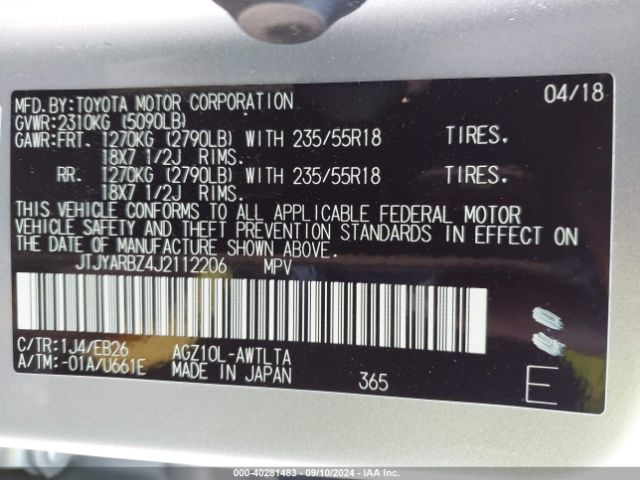 MFD. BY: TOYOTA MOTOR CORPORATION 04/18
GVWR: 2310KG (5090LB)
GAWR: FRT. 1270KG (2790LB) WITH 235/55R18 TIRES.
18X7 1/2J RIMS.
RR. 1270KG (2790LB) WITH 235/55R18 TIRES.
18X7 1/2J RIMS.
THIS VEHICLE CONFORMS TO ALL APPLICABLE FEDERAL MOTOR
VEHICLE SAFETY AND THEFT PREVENTION STANDARDS IN EFFECT ON
THE DATE OF MANUFACTURE SHOWN ABOVE.
JTJYARBZ4J2112206 MPV
C/TR: 1J4/EB26 AGZ10L-AWTLTA
A/TM: -01A/U661E MADE IN JAPAN 365 E
000-40281483 - 09/10/2024 - IAA Inc.